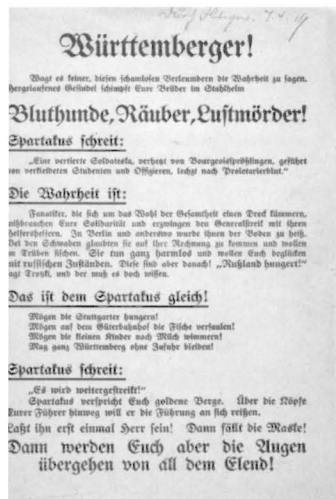 7. 4. 19
Württemberger!
Wagt es keiner, diesen schamlosen Verleumdern die Wahrheit zu sagen.
hergelaufenes Gesindel schimpft Eure Brüder im Stahlhelm
Bluthunde, Räuber, Lustmörder!
Spartakus schreit:
„Eine vertierte Soldateska, verhetzt von Bourgeoissprößlingen, geführt
von verkleideten Studenten und Offizieren, lechzt nach Proletarierblut.“
Die Wahrheit ist:
Fanatiker, die sich um das Wohl der Gesamtheit einen Dreck kümmern,
mißbrauchen Eure Solidarität und erzwingen den Generalstreik mit ihren
Helfershelfern. In Berlin und anderswo wurde ihnen der Boden zu heiß.
Bei den Schwaben glaubten sie auf ihre Rechnung zu kommen und wollen
im Trüben fischen. Sie tun ganz harmlos und wollen Euch beglücken
mit russischen Zuständen. Diese sind aber danach! „Rußland hungert!“
sagt Trotzki, und der muß es doch wissen.
Das ist dem Spartakus gleich!
Mögen die Stuttgarter hungern!
Mögen auf dem Güterbahnhof die Fische verfaulen!
Mögen die kleinen Kinder nach Milch wimmern!
Mag ganz Württemberg ohne Zufuhr bleiben!
Spartakus schreit:
„Es wird weitergestreikt!“
Spartakus verspricht Euch goldene Berge. Über die Köpfe
Eurer Führer hinweg will er die Führung an sich reißen.
Laßt ihn erst einmal Herr sein! Dann fällt die Maske!
Dann werden Euch aber die Augen
übergehen von all dem Elend!